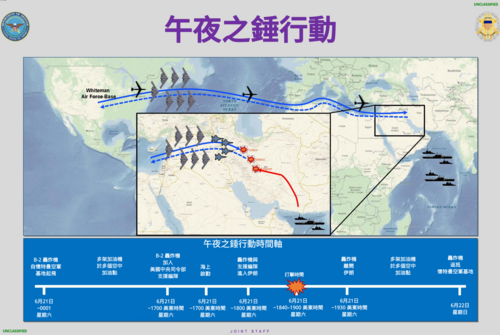 UNCLASSIFIED
午夜之錘行動
Whiteman
Air Force Base
午夜之錘行動時間軸
B-2 轟炸機
自懷特曼空軍
基地起飛
多架加油機
於多個空中
加油點
B-2 轟炸機
加入
美國中央司令部
支援編隊
海上
啟動
轟炸機與
支援編隊
進入伊朗
打擊時間
轟炸機
離開
伊朗
多架加油機
於多個空中
加油點
轟炸機
返抵
懷特曼空軍基地
6月21日
~0001
星期六
6月21日
~1700 美東時間
星期六
6月21日
~1700 美東時間
星期六
6月21日
~1800 美東時間
星期六
6月21日
~1840-1900 美東時間
星期六
6月21日
~1930 美東時間
星期六
6月22日
星期日
UNCLASSIFIED
JOINT STAFF
UNCLASSIFIED